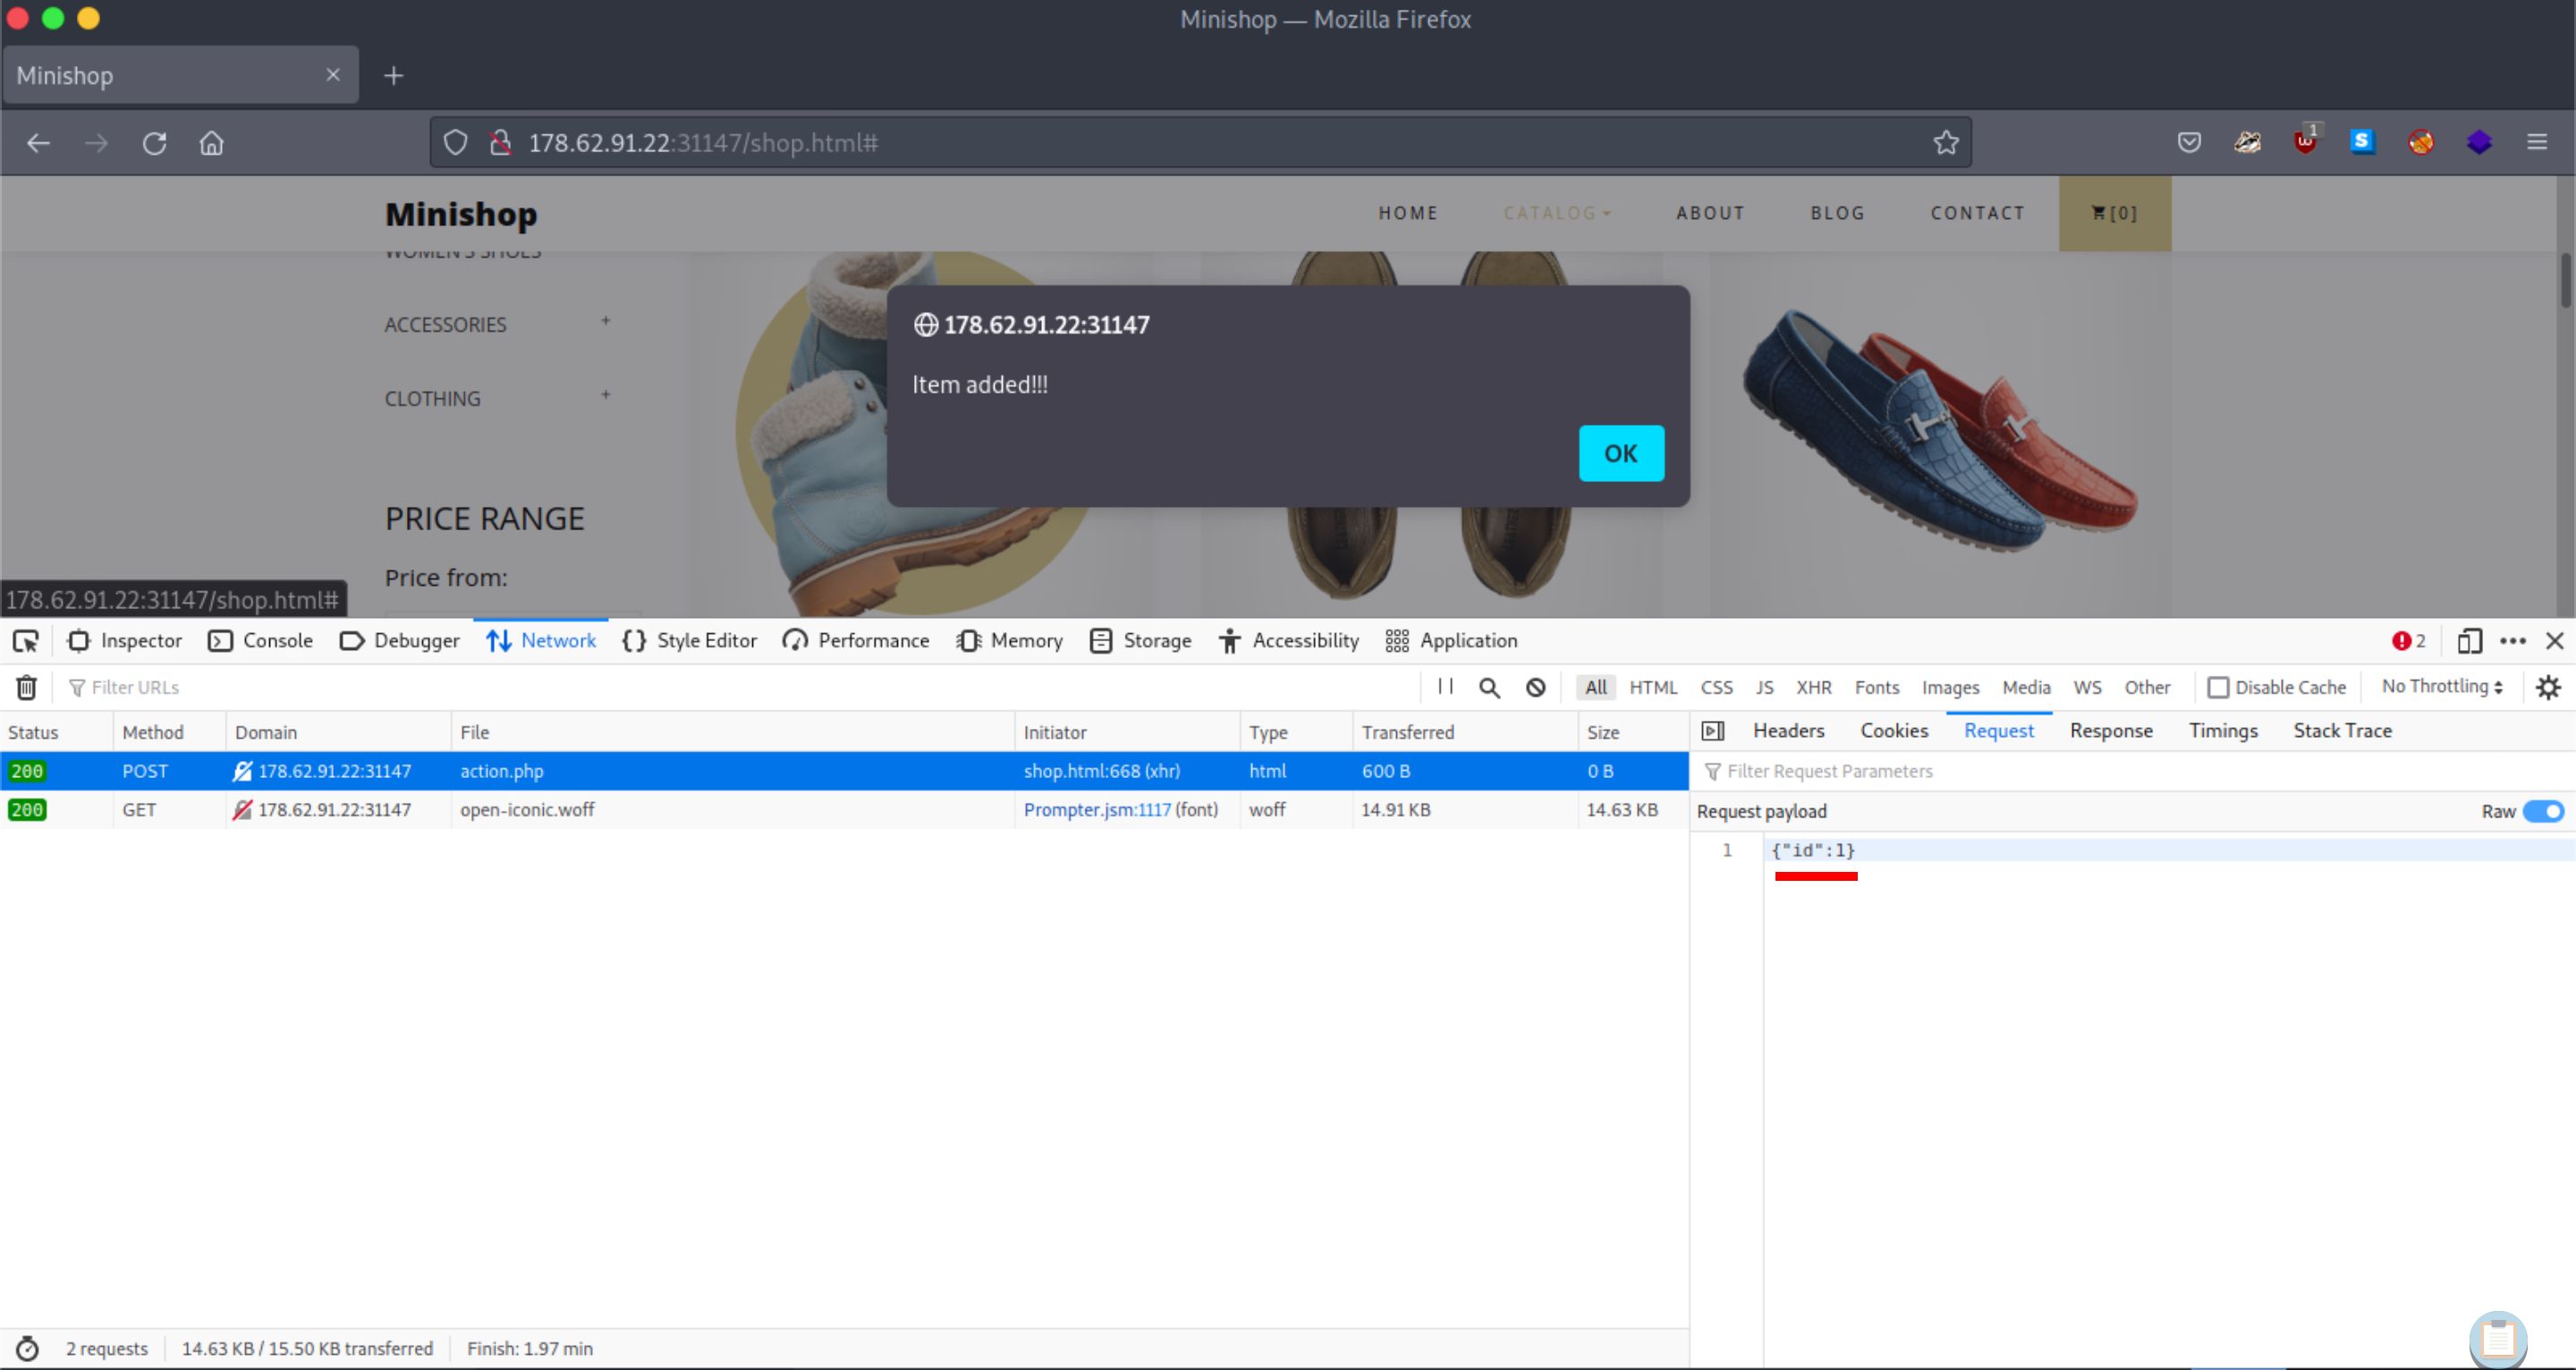 Minishop — Mozilla Firefox
Minishop
178.62.91.22:31147/shop.html#
1
S
Minishop
HOME
CATALOG
ABOUT
BLOG
CONTACT
[0]
WOMEN'S SHOES
ACCESSORIES +
CLOTHING +
PRICE RANGE
Price from:
178.62.91.22:31147
Item added!!!
OK
178.62.91.22:31147/shop.html#
Inspector Console Debugger Network Style Editor Performance Memory Storage Accessibility Application 2
Filter URLs All HTML CSS JS XHR Fonts Images Media WS Other Disable Cache No Throttling
Status Method Domain File Initiator Type Transferred Size
200 POST 178.62.91.22:31147 action.php shop.html:668 (xhr) html 600 B 0 B
200 GET 178.62.91.22:31147 open-iconic.woff Prompter.jsm:1117 (font) woff 14.91 KB 14.63 KB
Headers Cookies Request Response Timings Stack Trace
Filter Request Parameters
Request payload Raw
1 {"id":1}
2 requests 14.63 KB / 15.50 KB transferred Finish: 1.97 min